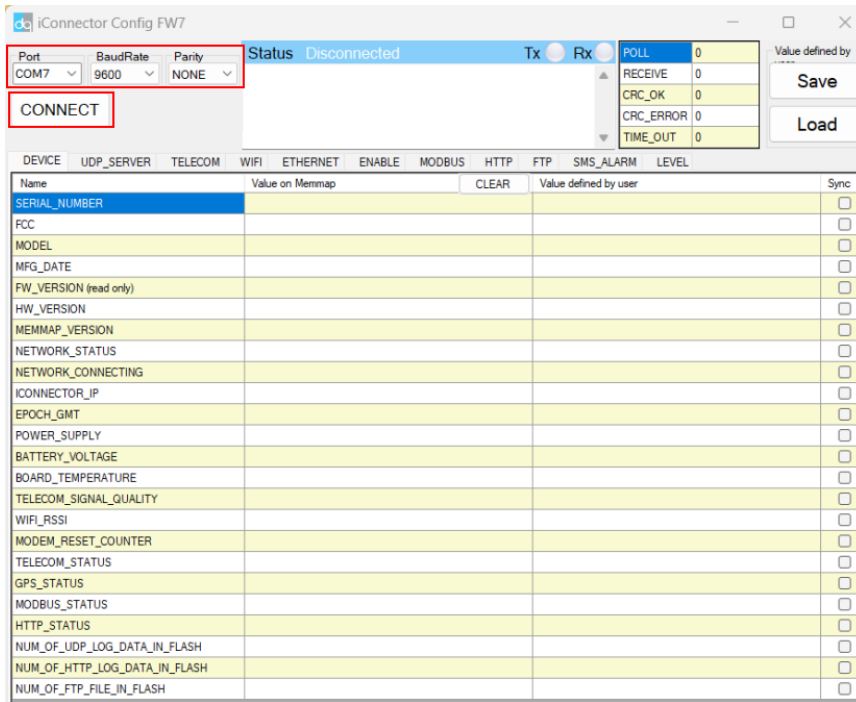 iConnector Config FW7
Port BaudRate Parity
COM7 9600 NONE
CONNECT
Status Disconnected Tx Rx
POLL 0
RECEIVE 0
CRC_OK 0
CRC_ERROR 0
TIME_OUT 0
Value defined by
Save
Load
DEVICE UDP_SERVER TELECOM WIFI ETHERNET ENABLE MODBUS HTTP FTP SMS_ALARM LEVEL
Name Value on Memmap CLEAR Value defined by user Sync
SERIAL_NUMBER
FCC
MODEL
MFG_DATE
FW_VERSION (read only)
HW_VERSION
MEMMAP_VERSION
NETWORK_STATUS
NETWORK_CONNECTING
ICONNECTOR_IP
EPOCH_GMT
POWER_SUPPLY
BATTERY_VOLTAGE
BOARD_TEMPERATURE
TELECOM_SIGNAL_QUALITY
WIFI_RSSI
MODEM_RESET_COUNTER
TELECOM_STATUS
GPS_STATUS
MODBUS_STATUS
HTTP_STATUS
NUM_OF_UDP_LOG_DATA_IN_FLASH
NUM_OF_HTTP_LOG_DATA_IN_FLASH
NUM_OF_FTP_FILE_IN_FLASH